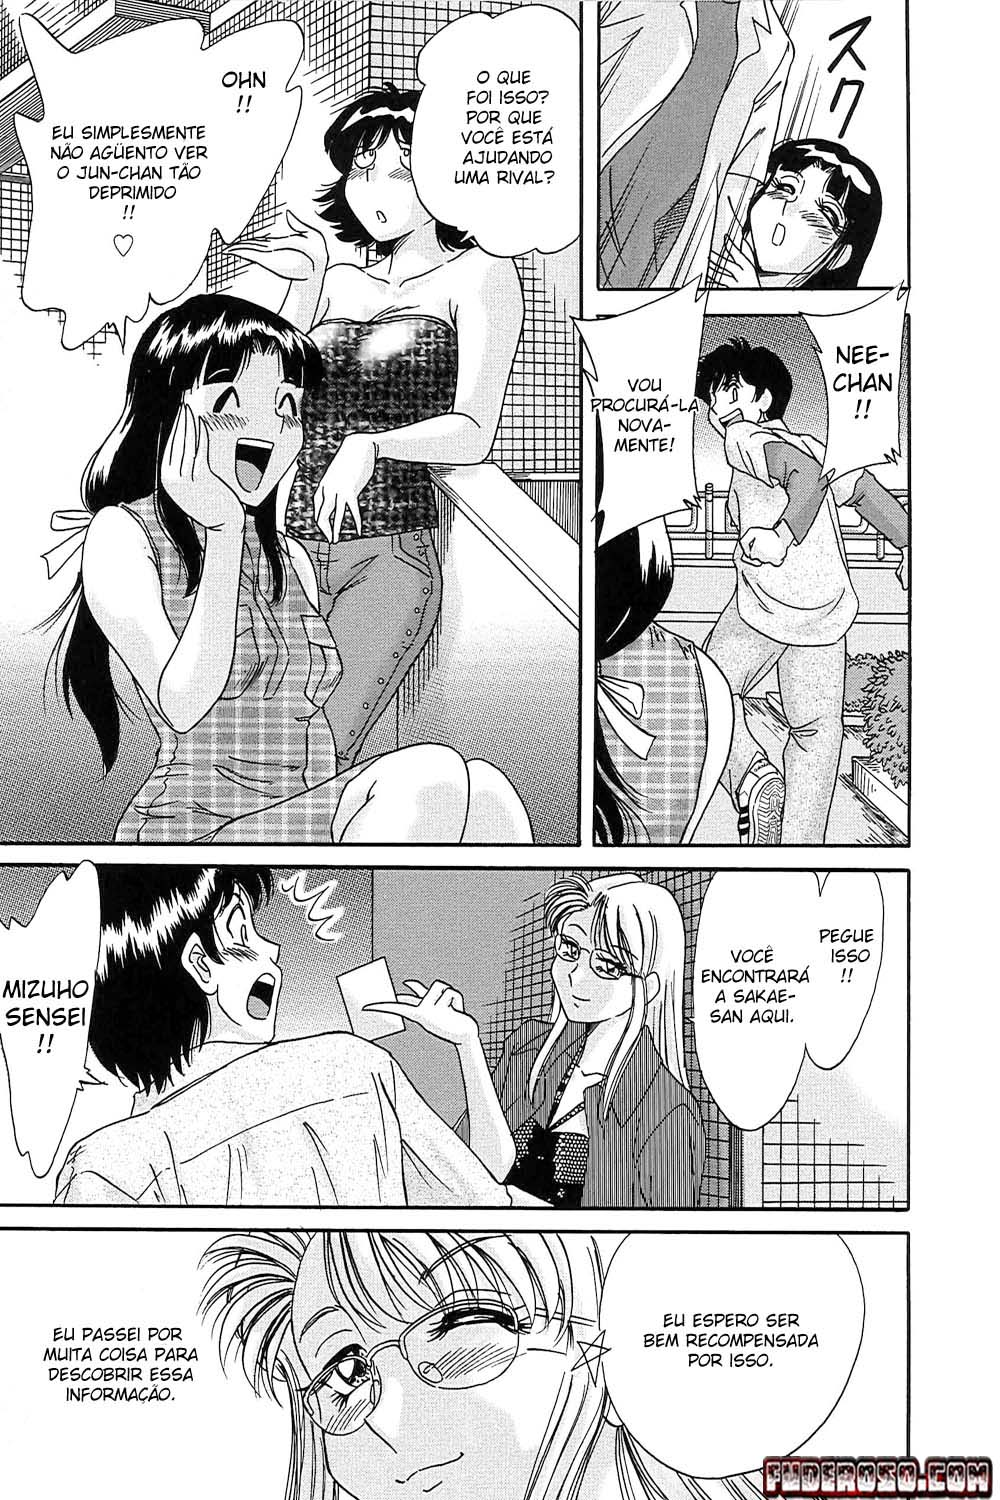 スクッ
NEE-
CHAN
!!
VOU
PROCURÁ-LA
NOVA-
MENTE!
O QUE
FOI ISSO?
POR QUE
VOCÊ ESTÁ
AJUDANDO
UMA RIVAL?
OHN
!!
EU SIMPLESMENTE
NÃO AGÜENTO VER
O JUN-CHAN TÃO
DEPRIMIDO
!!
♡
PEGUE
ISSO
!!
VOCÊ
ENCONTRARÁ
A SAKAE-
SAN AQUI.
MIZUHO
SENSEI
!!
EU ESPERO SER
BEM RECOMPENSADA
POR ISSO.
EU PASSEI POR
MUITA COISA PARA
DESCOBRIR ESSA
INFORMAÇÃO.
FUDEROSO.COM